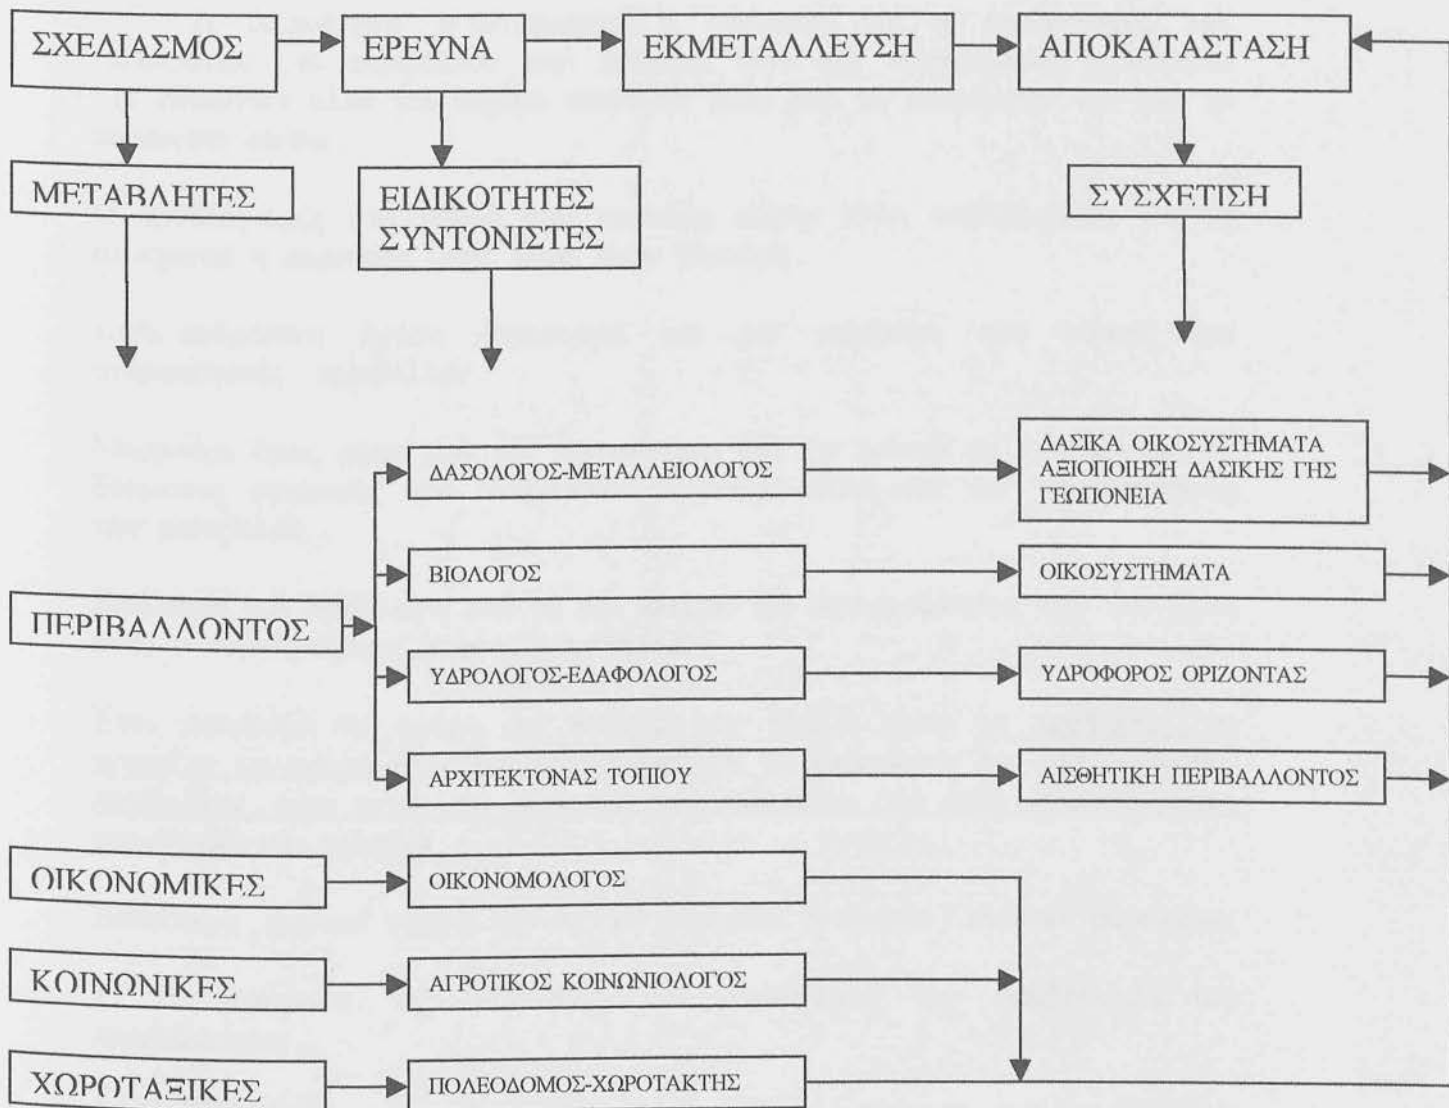 ΣΧΕΔΙΑΣΜΟΣ
ΕΡΕΥΝΑ
ΕΚΜΕΤΑΛΛΕΥΣΗ
ΑΠΟΚΑΤΑΣΤΑΣΗ
ΜΕΤΑΒΛΗΤΕΣ
ΕΙΔΙΚΟΤΗΤΕΣ
ΣΥΝΤΟΝΙΣΤΕΣ
ΣΥΣΧΕΤΙΣΗ
ΠΕΡΙΒΑΛΛΟΝΤΟΣ
ΔΑΣΟΛΟΓΟΣ-ΜΕΤΑΛΛΕΙΟΛΟΓΟΣ
ΔΑΣΙΚΑ ΟΙΚΟΣΥΣΤΗΜΑΤΑ
ΑΞΙΟΠΟΙΗΣΗ ΔΑΣΙΚΗΣ ΓΗΣ
ΓΕΩΠΟΝΕΙΑ
ΒΙΟΛΟΓΟΣ
ΟΙΚΟΣΥΣΤΗΜΑΤΑ
ΥΔΡΟΛΟΓΟΣ-ΕΔΑΦΟΛΟΓΟΣ
ΥΔΡΟΦΟΡΟΣ ΟΡΙΖΟΝΤΑΣ
ΑΡΧΙΤΕΚΤΟΝΑΣ ΤΟΠΙΟΥ
ΑΙΣΘΗΤΙΚΗ ΠΕΡΙΒΑΛΛΟΝΤΟΣ
ΟΙΚΟΝΟΜΙΚΕΣ
ΟΙΚΟΝΟΜΟΛΟΓΟΣ
ΚΟΙΝΩΝΙΚΕΣ
ΑΓΡΟΤΙΚΟΣ ΚΟΙΝΩΝΙΟΛΟΓΟΣ
ΧΩΡΟΤΑΞΙΚΕΣ
ΠΟΛΕΟΔΟΜΟΣ-ΧΩΡΟΤΑΚΤΗΣ